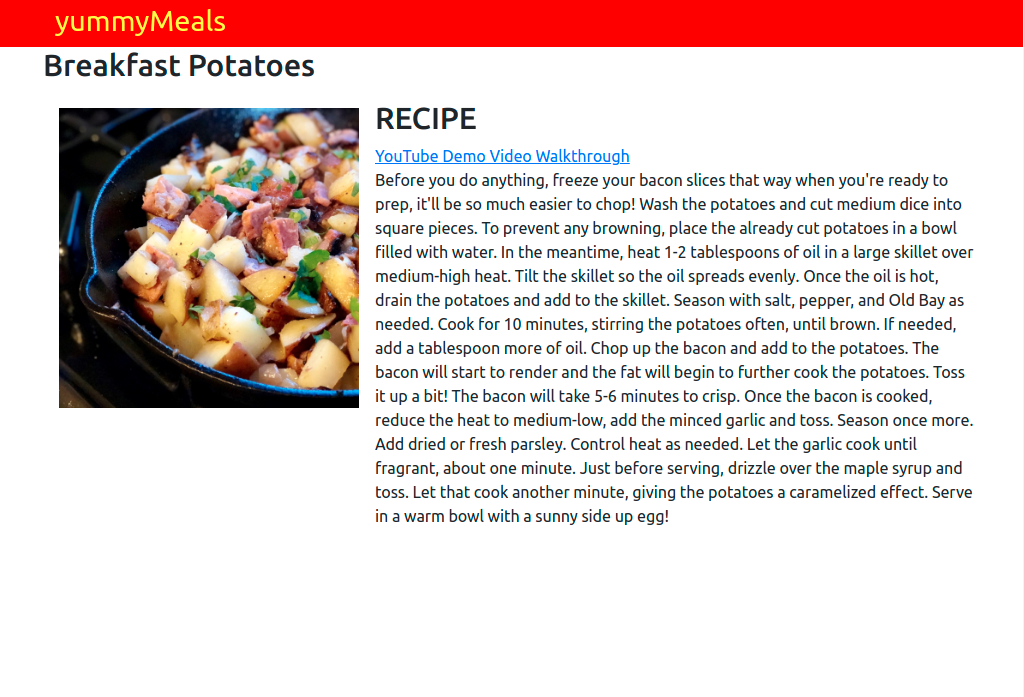 yummyMeals
Breakfast Potatoes
RECIPE
YouTube Demo Video Walkthrough
Before you do anything, freeze your bacon slices that way when you're ready to
prep, it'll be so much easier to chop! Wash the potatoes and cut medium dice into
square pieces. To prevent any browning, place the already cut potatoes in a bowl
filled with water. In the meantime, heat 1-2 tablespoons of oil in a large skillet over
medium-high heat. Tilt the skillet so the oil spreads evenly. Once the oil is hot,
drain the potatoes and add to the skillet. Season with salt, pepper, and Old Bay as
needed. Cook for 10 minutes, stirring the potatoes often, until brown. If needed,
add a tablespoon more of oil. Chop up the bacon and add to the potatoes. The
bacon will start to render and the fat will begin to further cook the potatoes. Toss
it up a bit! The bacon will take 5-6 minutes to crisp. Once the bacon is cooked,
reduce the heat to medium-low, add the minced garlic and toss. Season once more.
Add dried or fresh parsley. Control heat as needed. Let the garlic cook until
fragrant, about one minute. Just before serving, drizzle over the maple syrup and
toss. Let that cook another minute, giving the potatoes a caramelized effect. Serve
in a warm bowl with a sunny side up egg!